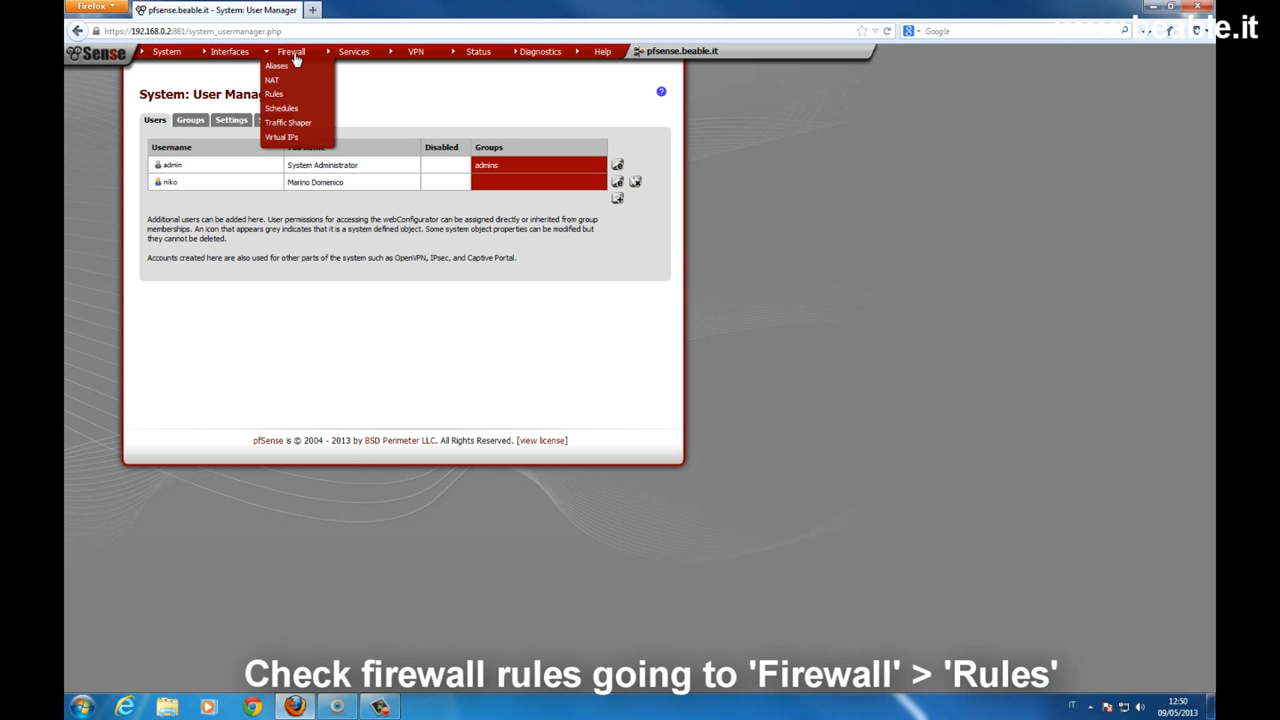 Firefox
pfsense.beable.it - System: User Manager
www.beable.it
https://192.168.0.2:881/system_usermanager.php
Google
Sense
System
Interfaces
Firewall
Services
VPN
Status
Diagnostics
Help
pfsense.beable.it
Aliases
NAT
Rules
Schedules
Traffic Shaper
Virtual IPs
System: User Mana
?
Users
Groups
Settings
Username
Disabled
Groups
admin
System Administrator
admins
niko
Marino Domenico
Additional users can be added here. User permissions for accessing the webConfigurator can be assigned directly or inherited from group
memberships. An icon that appears grey indicates that it is a system defined object. Some system object properties can be modified but
they cannot be deleted.
Accounts created here are also used for other parts of the system such as OpenVPN, IPsec, and Captive Portal.
pfSense is © 2004 - 2013 by BSD Perimeter LLC. All Rights Reserved. [view license]
Check firewall rules going to 'Firewall' > 'Rules'
IT
12:50
09/05/2013